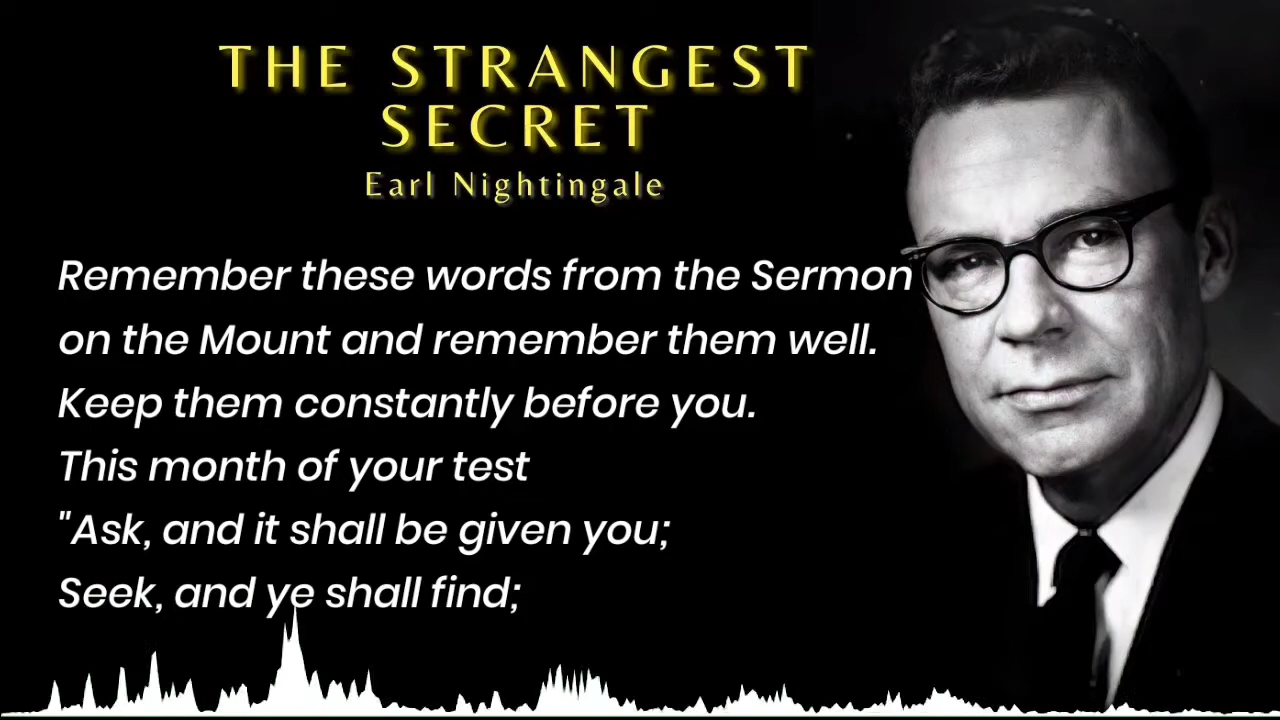 THE STRANGEST
SECRET
Earl Nightingale
Remember these words from the Sermon
on the Mount and remember them well.
Keep them constantly before you.
This month of your test
"Ask, and it shall be given you;
Seek, and ye shall find;